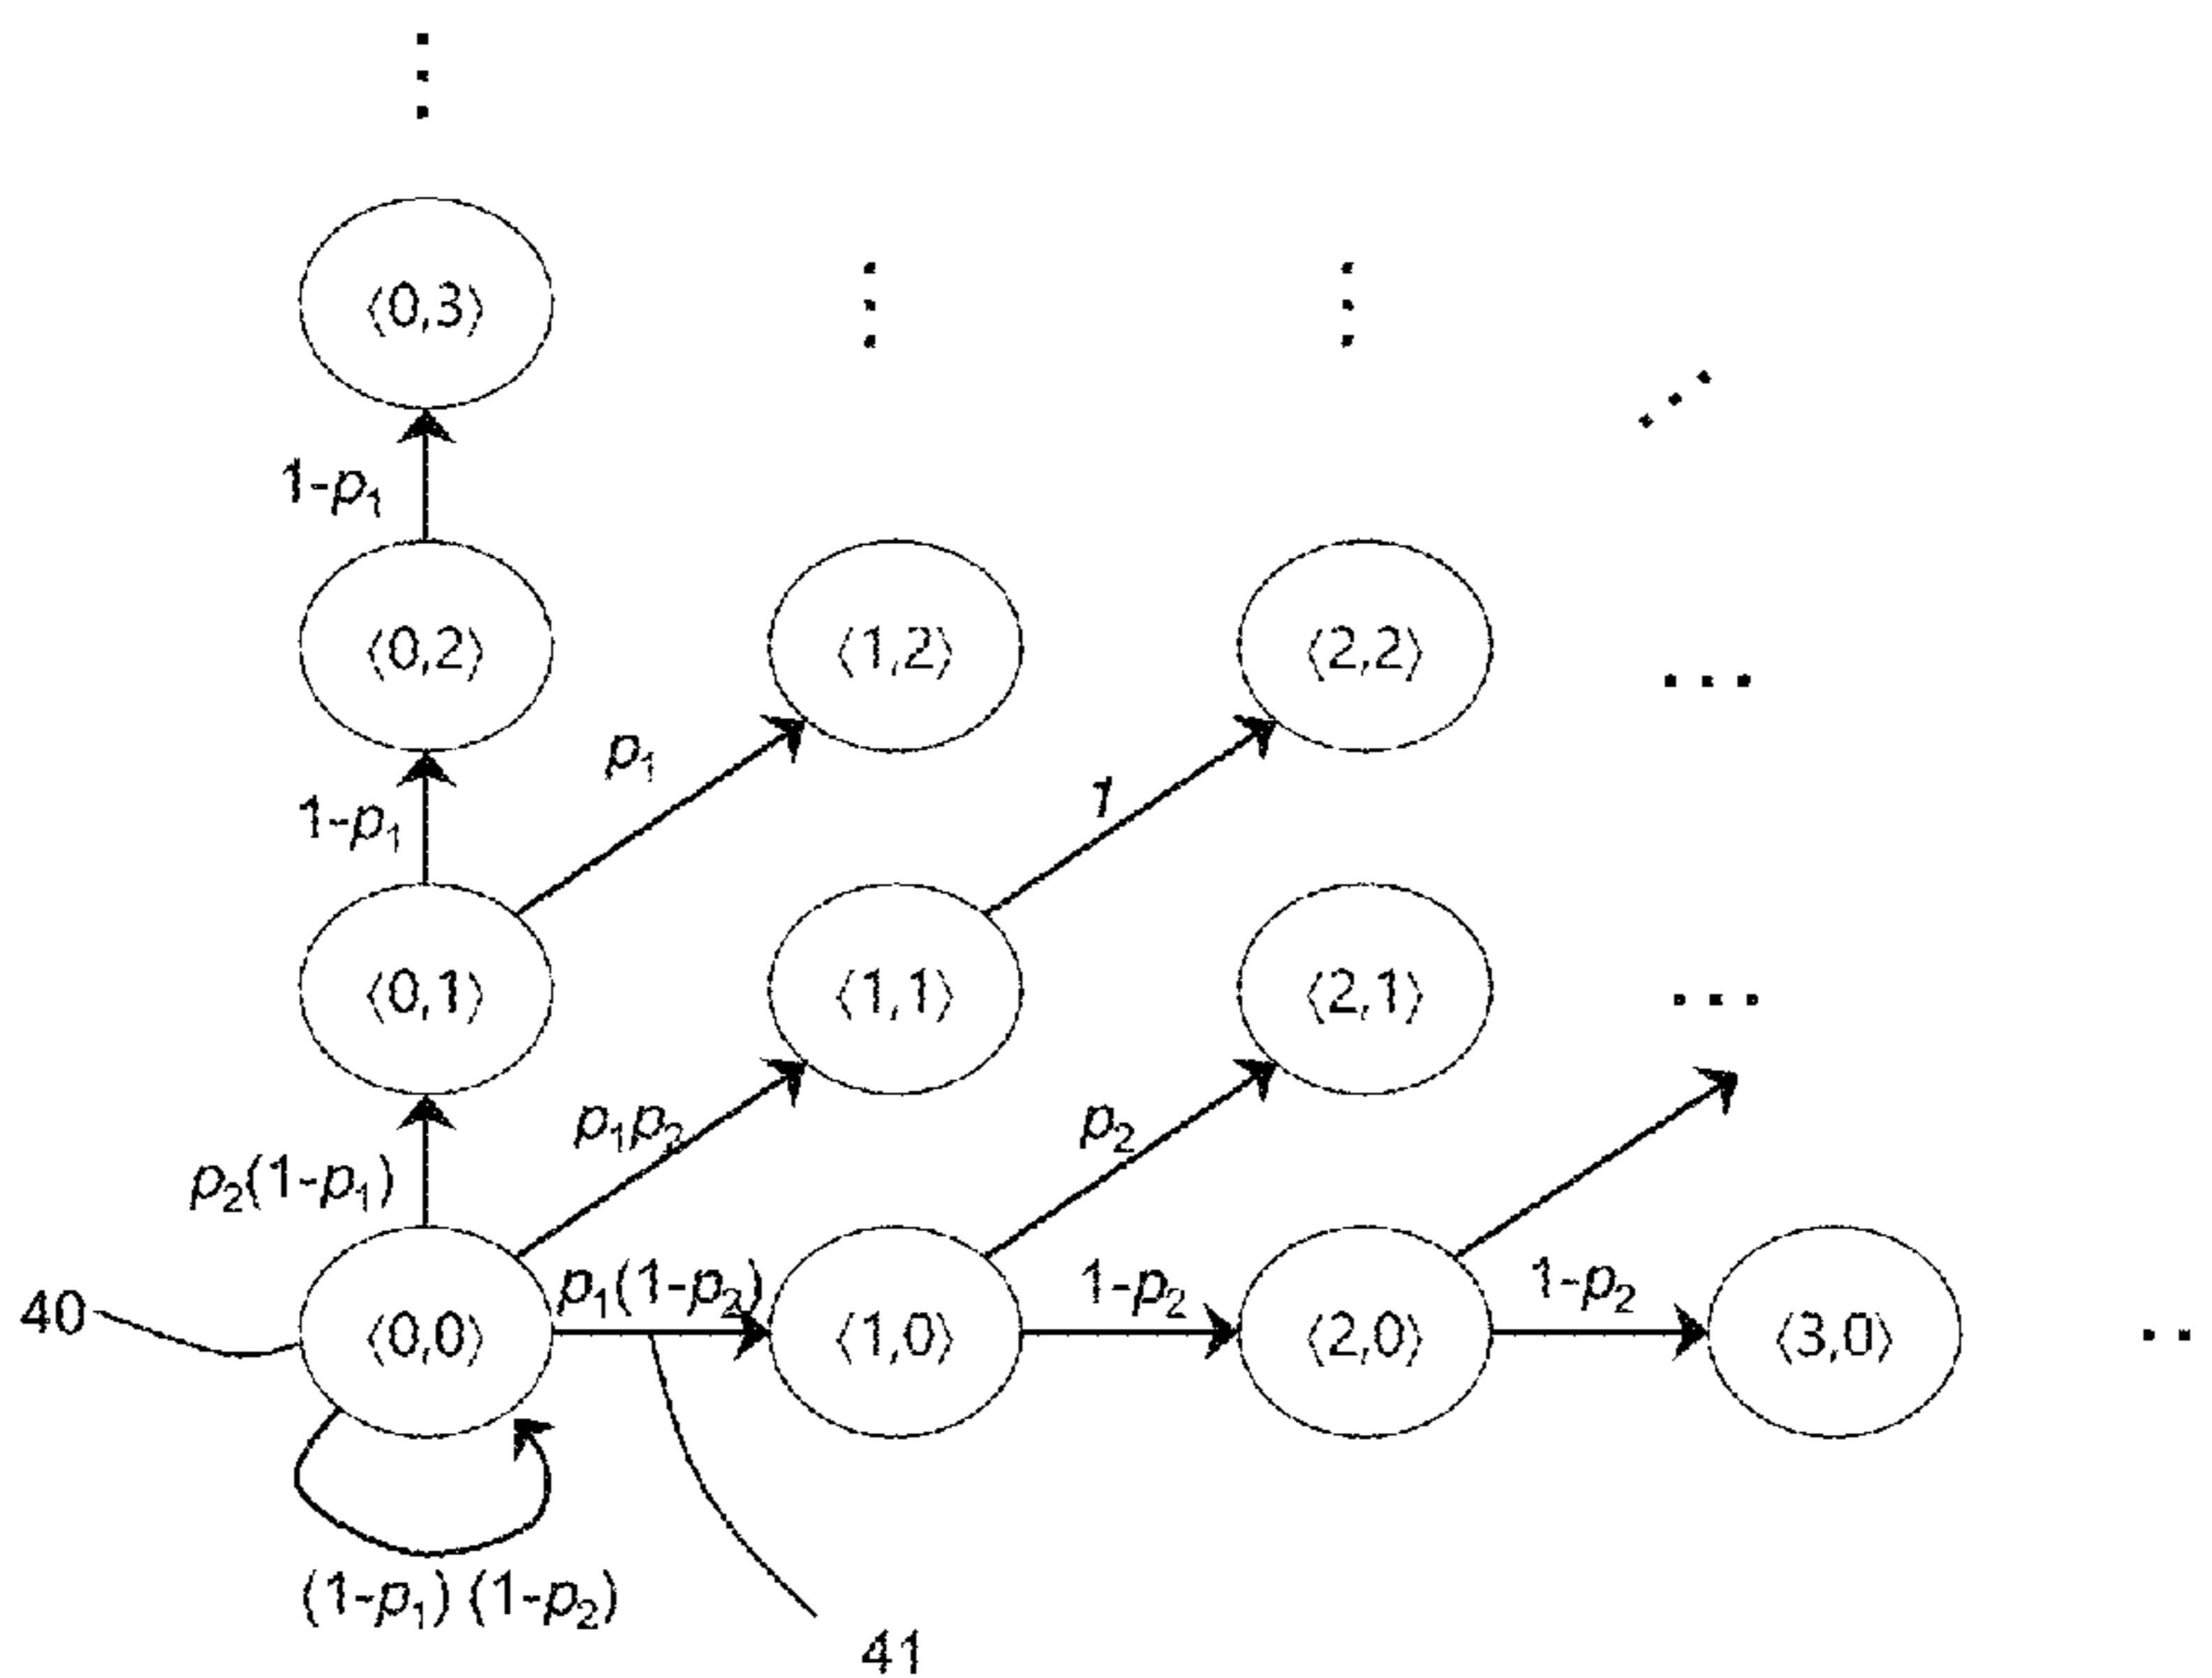 ⟨0,3⟩
1-p₁
⟨0,2⟩ ⟨1,2⟩ ⟨2,2⟩
p₁
1
1-p₁
⟨0,1⟩ ⟨1,1⟩ ⟨2,1⟩
p₁p₂ p₂
p₂(1-p₁)
p₁(1-p₂) 1-p₂ 1-p₂
40 ⟨0,0⟩ ⟨1,0⟩ ⟨2,0⟩ ⟨3,0⟩
(1-p₁)(1-p₂)
41